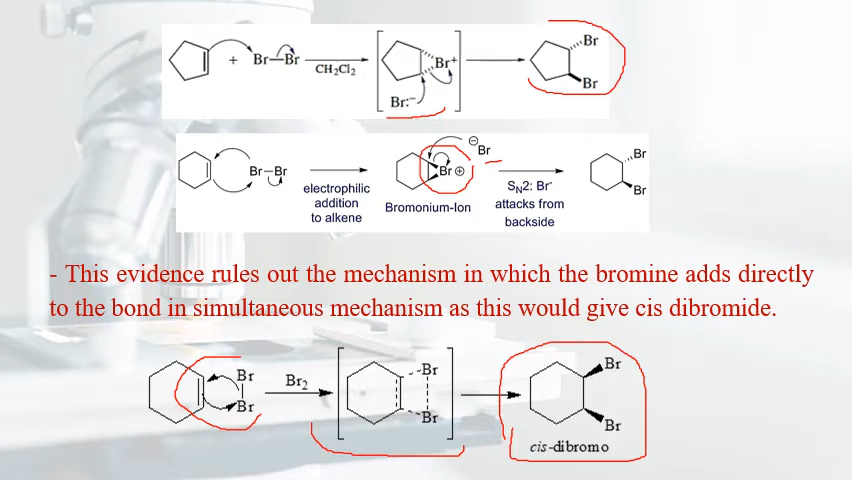 + Br—Br CH₂Cl₂ Br⁺ Br:⁻ Br Br
Br—Br Br ⊕ ⊖ Br Br Br
electrophilic addition to alkene
Bromonium-Ion
SN2: Br⁻ attacks from backside
- This evidence rules out the mechanism in which the bromine adds directly
to the bond in simultaneous mechanism as this would give cis dibromide.
Br Br Br₂ Br Br Br Br
cis-dibromo